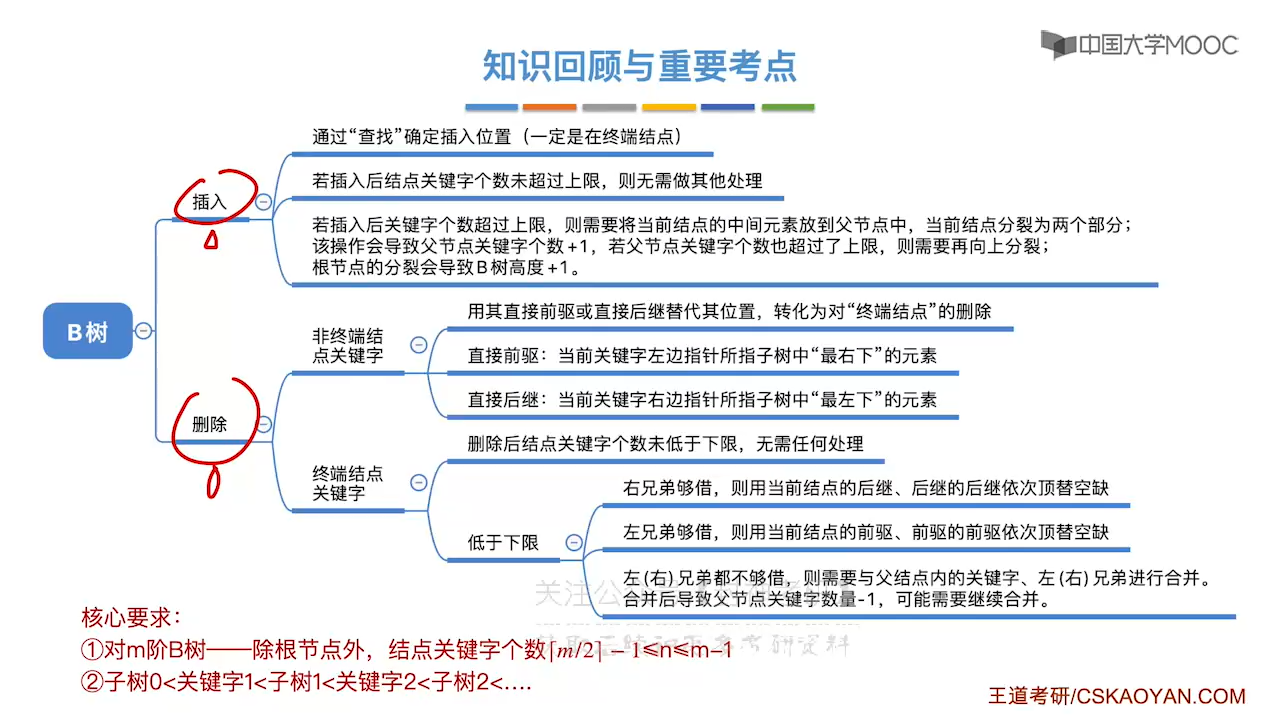 中国大学MOOC
知识回顾与重要考点
通过“查找”确定插入位置（一定是在终端结点）
若插入后结点关键字个数未超过上限，则无需做其他处理
插入
若插入后关键字个数超过上限，则需要将当前结点的中间元素放到父节点中，当前结点分裂为两个部分；
该操作会导致父节点关键字个数+1，若父节点关键字个数也超过了上限，则需要再向上分裂；
根节点的分裂会导致B树高度+1。
B树
非终端结
点关键字
用其直接前驱或直接后继替代其位置，转化为对“终端结点”的删除
直接前驱：当前关键字左边指针所指子树中“最右下”的元素
直接后继：当前关键字右边指针所指子树中“最左下”的元素
删除
终端结点
关键字
删除后结点关键字个数未低于下限，无需任何处理
低于下限
右兄弟够借，则用当前结点的后继、后继的后继依次顶替空缺
左兄弟够借，则用当前结点的前驱、前驱的前驱依次顶替空缺
左(右)兄弟都不够借，则需要与父结点内的关键字、左(右)兄弟进行合并。
合并后导致父节点关键字数量-1，可能需要继续合并。
核心要求：
①对m阶B树——除根节点外，结点关键字个数⌈m/2⌉−1≤n≤m−1
②子树0<关键字1<子树1<关键字2<子树2<....
王道考研/CSKAOYAN.COM